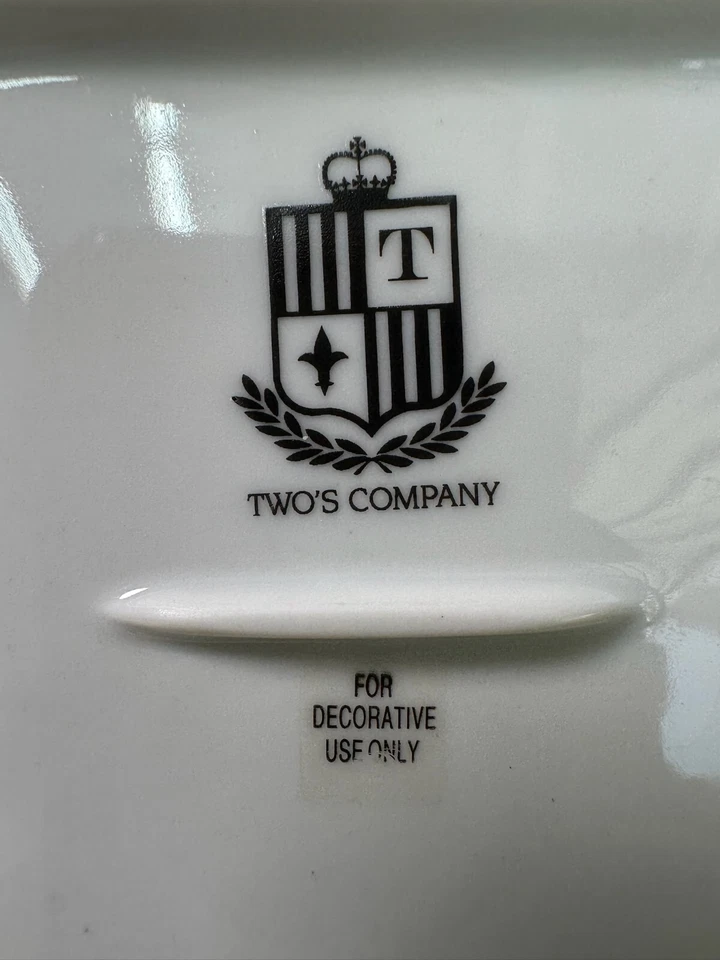 T
TWO'S COMPANY
FOR
DECORATIVE
USE ONLY